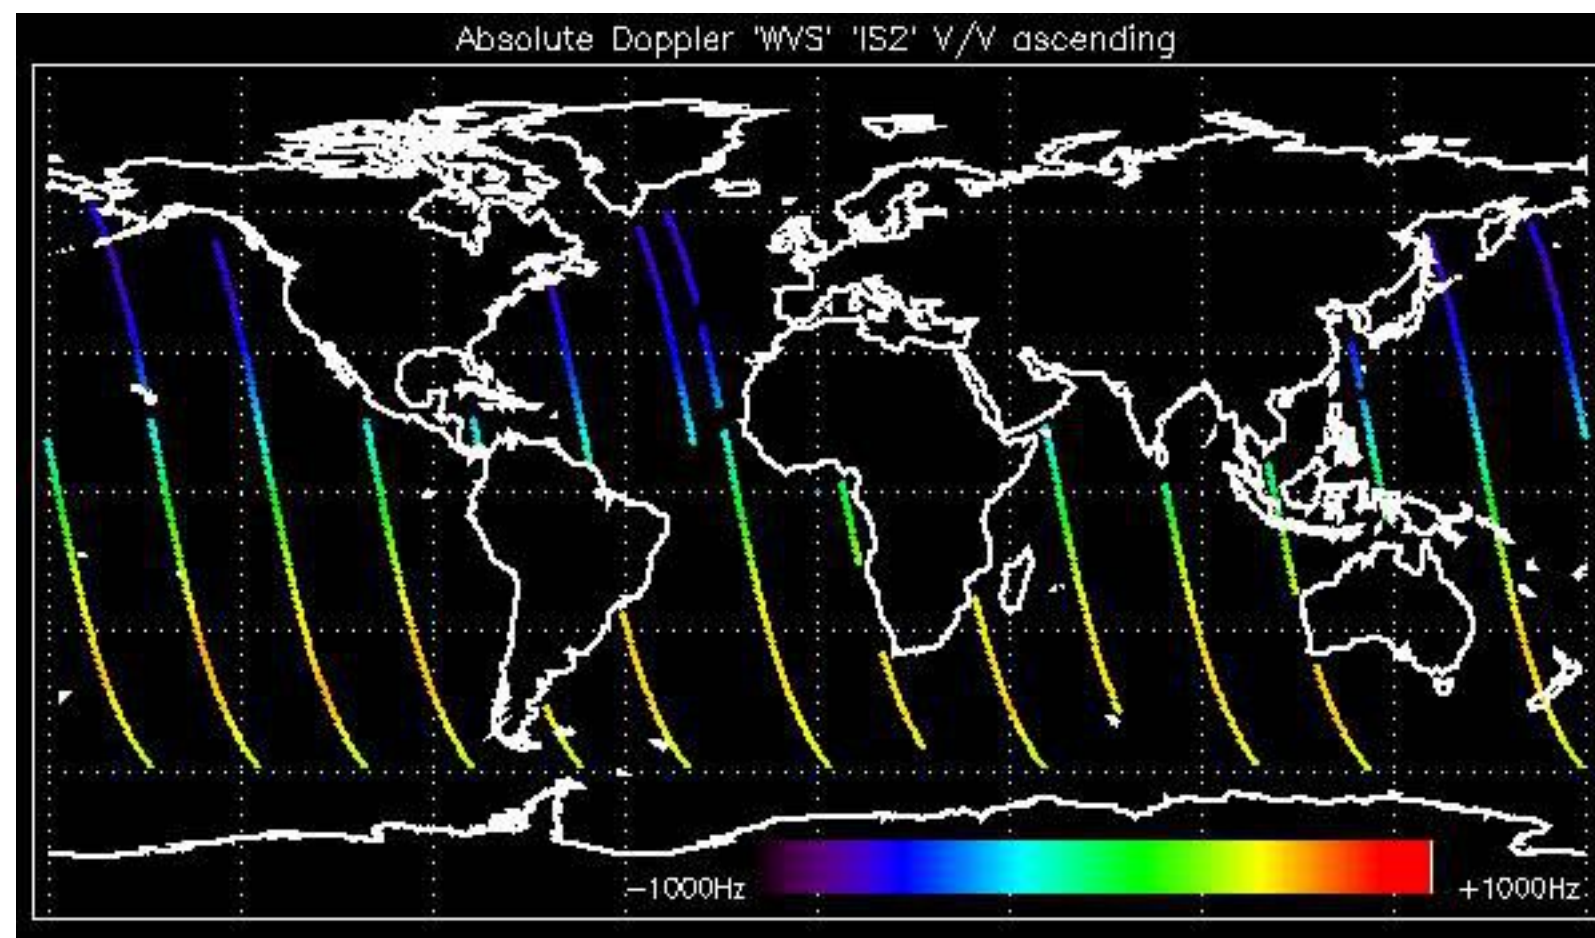 Absolute Doppler 'WVS' 'IS2' V/V ascending
−1000Hz +1000Hz